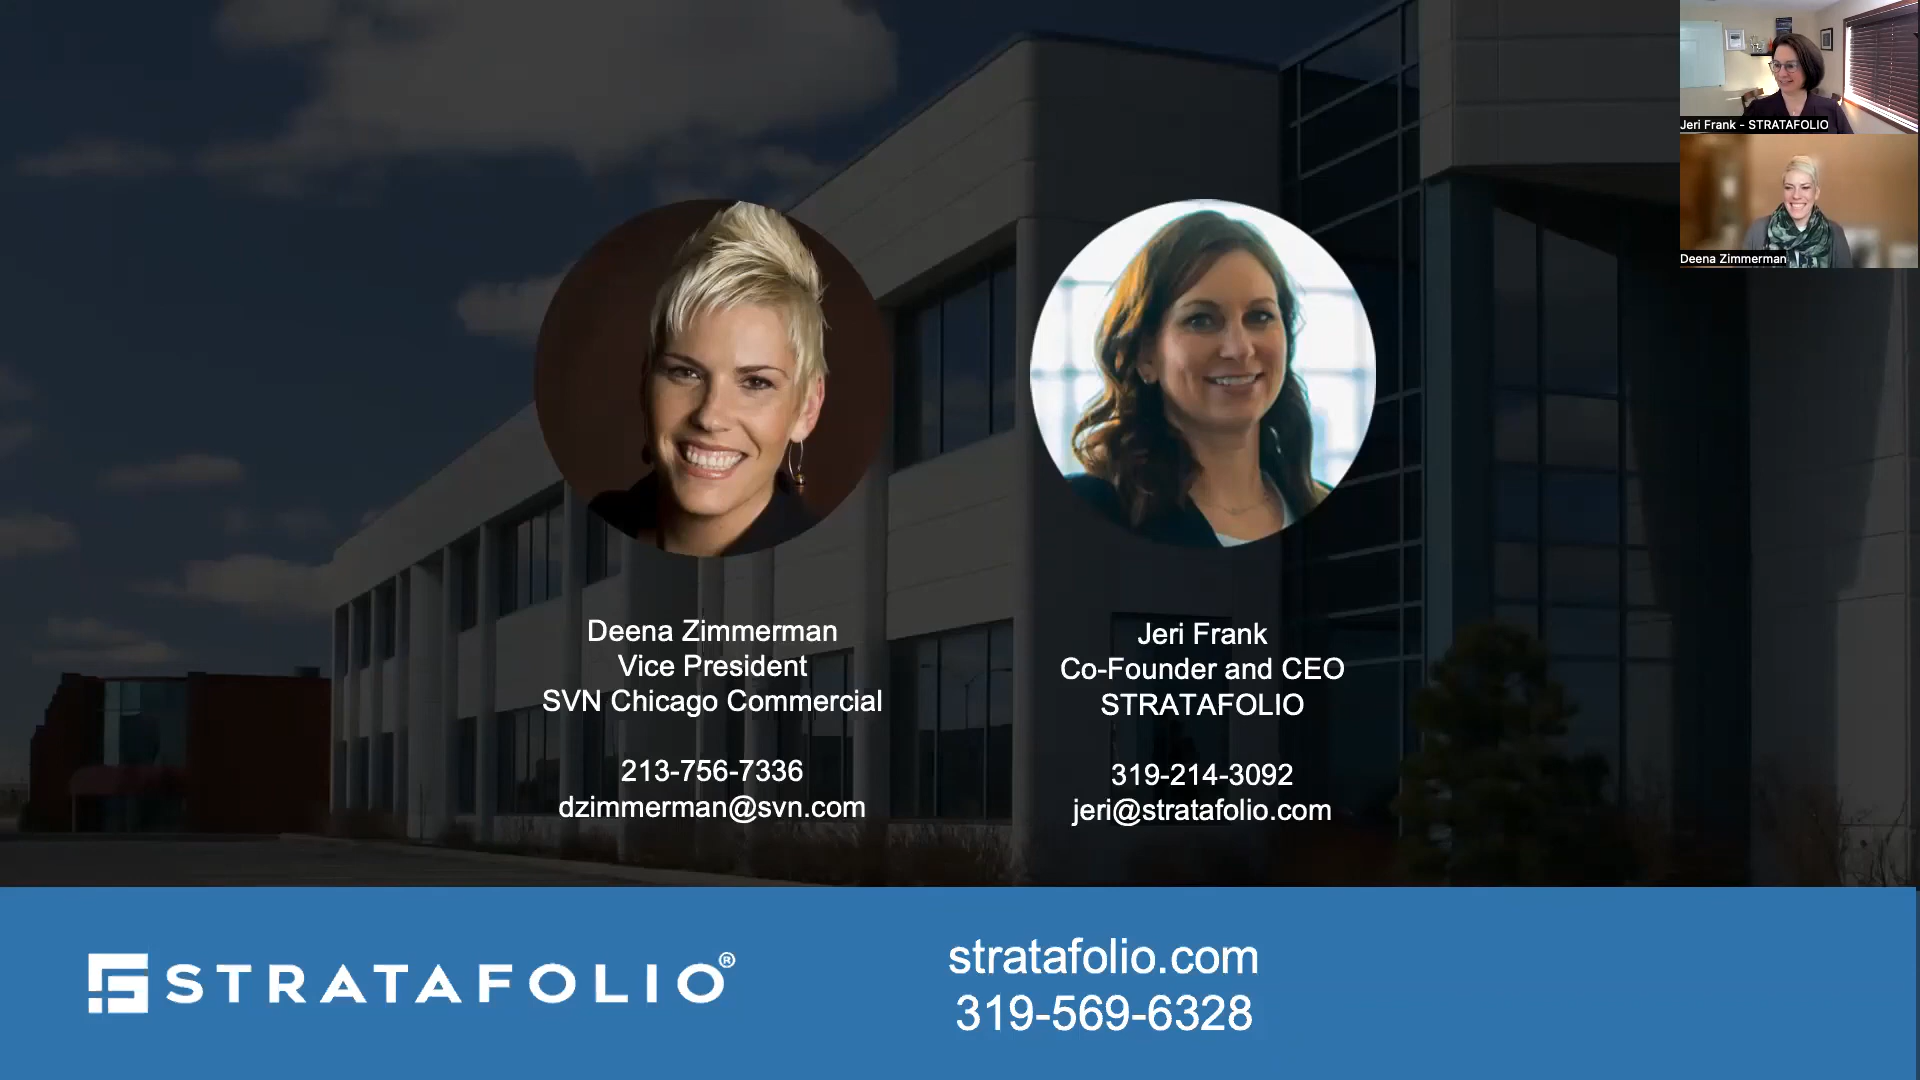 Jeri Frank - STRATAFOLIO
Deena Zimmerman
Deena Zimmerman
Vice President
SVN Chicago Commercial
213-756-7336
dzimmerman@svn.com
Jeri Frank
Co-Founder and CEO
STRATAFOLIO
319-214-3092
jeri@stratafolio.com
STRATAFOLIO®
stratafolio.com
319-569-6328